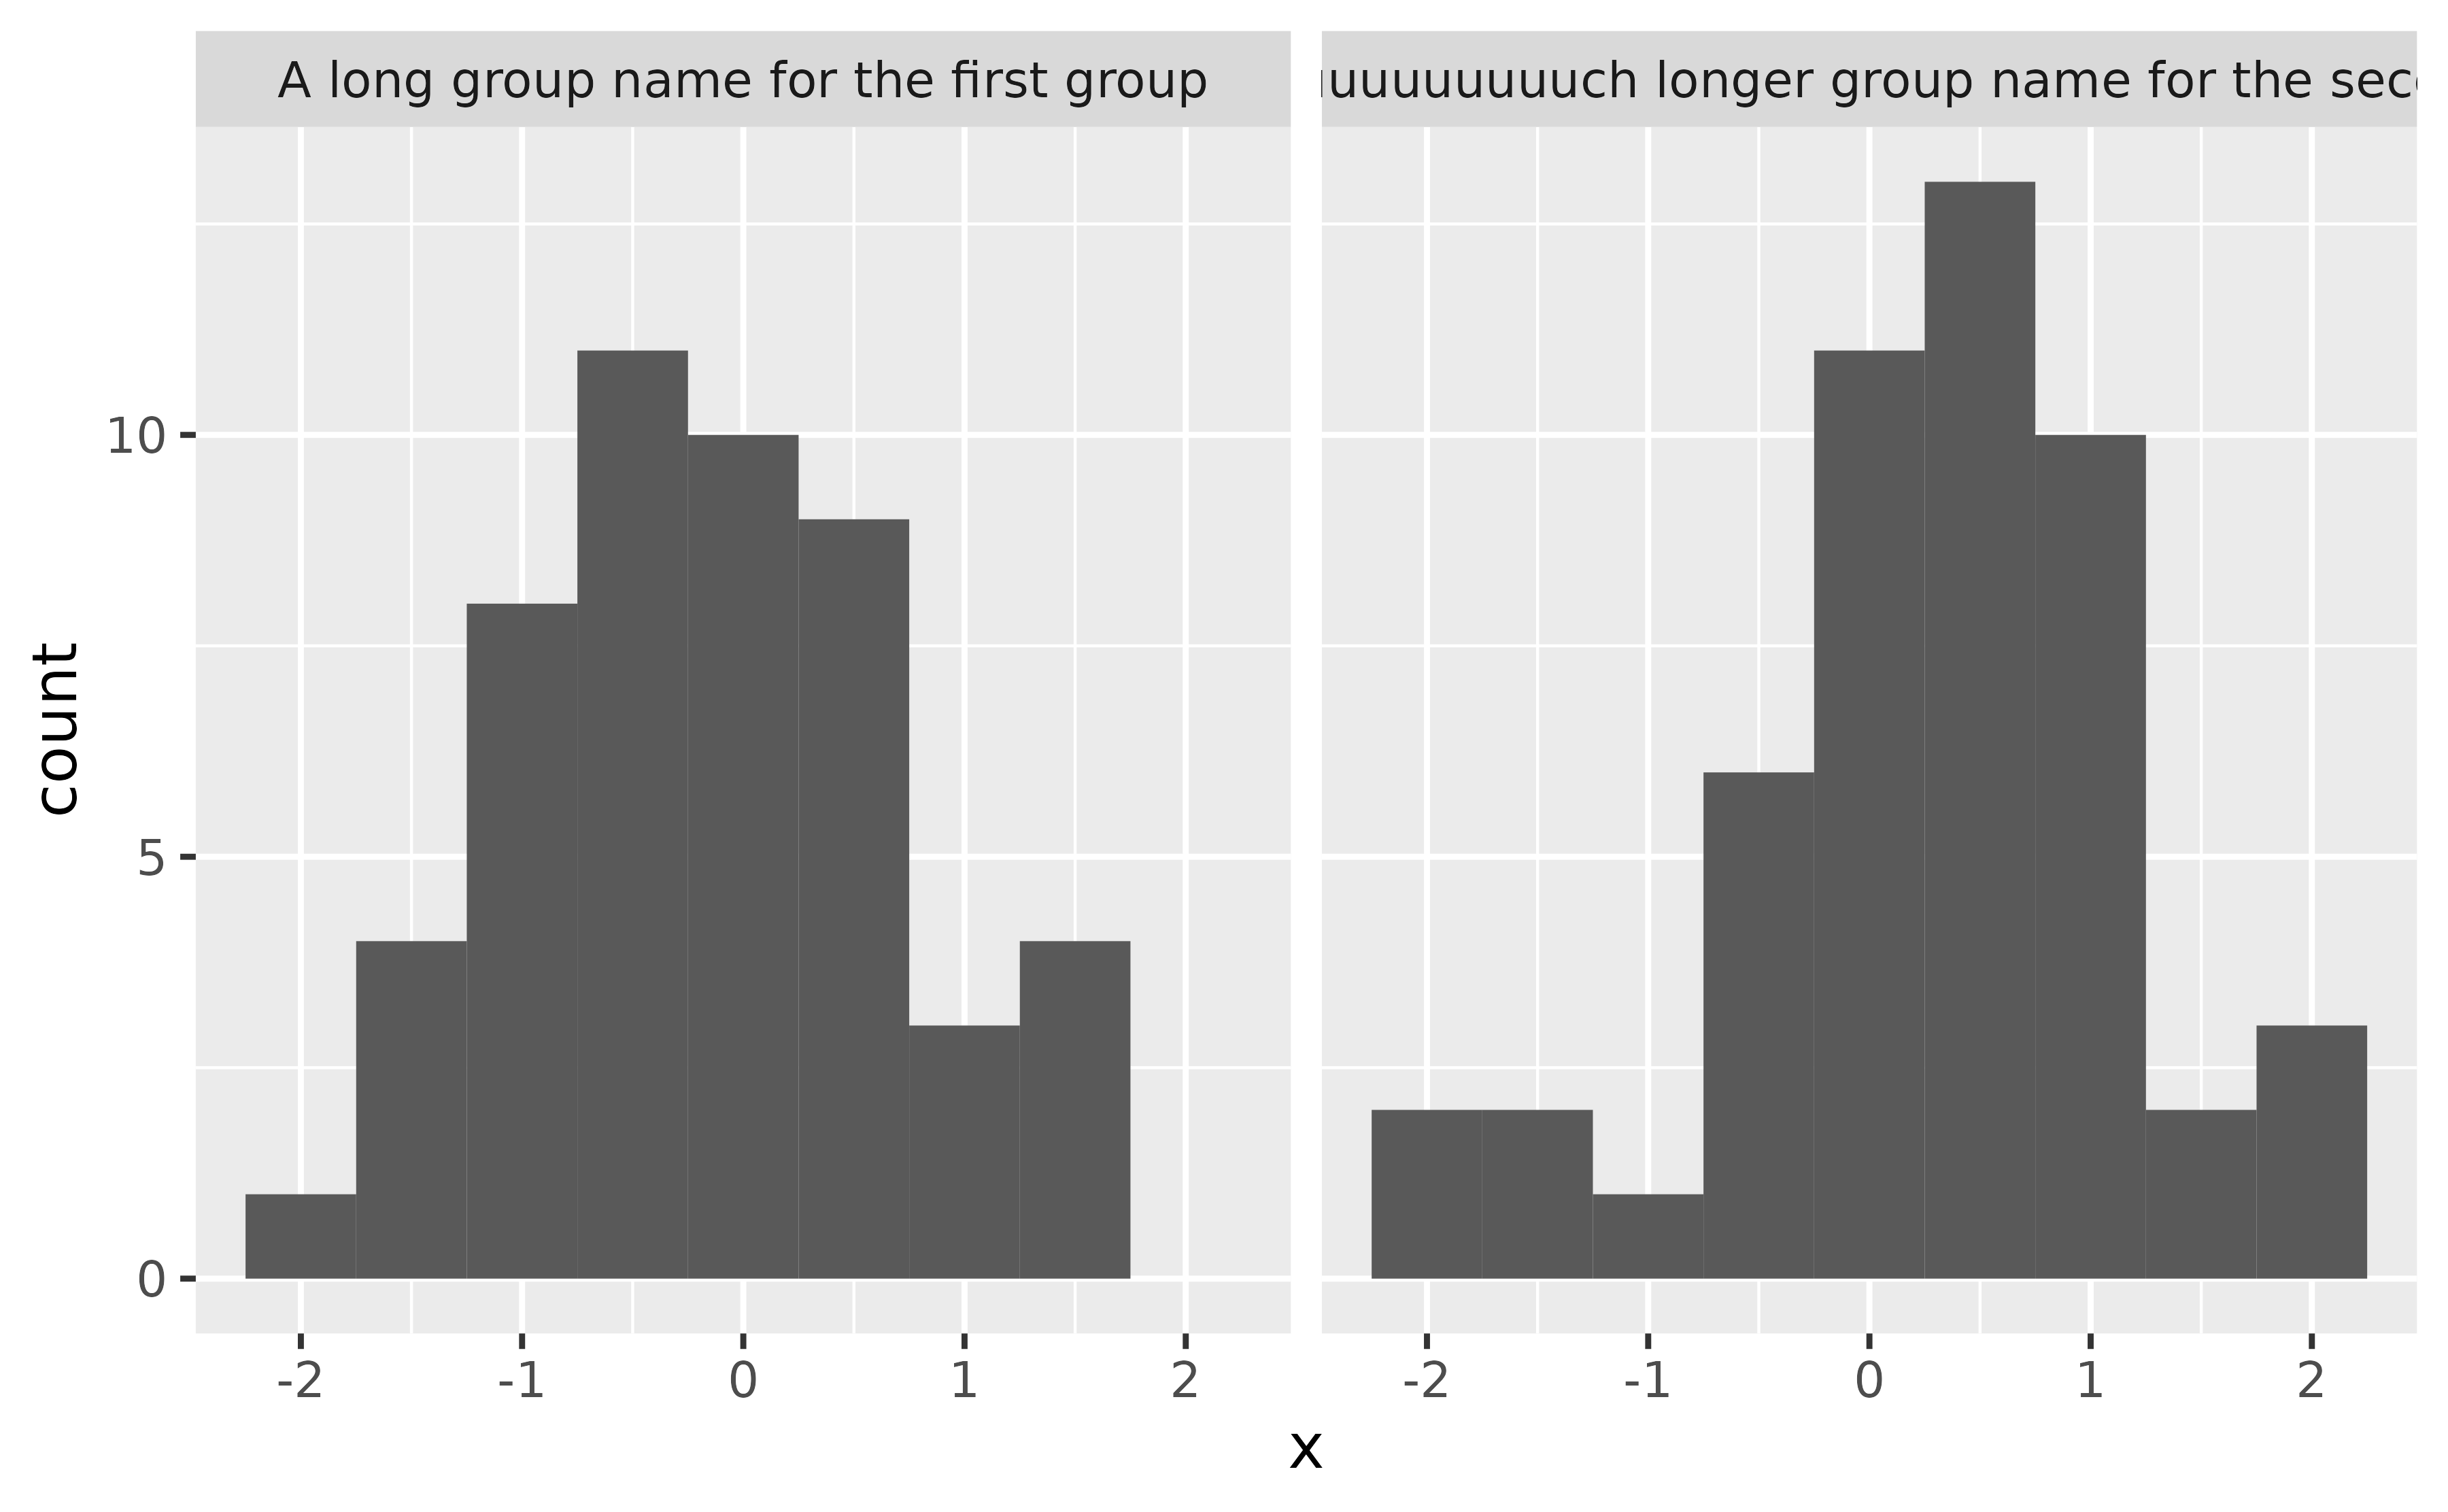 A long group name for the first group
uuuuuuuuch longer group name for the
count
10
5
0
-2 -1 0 1 2
-2 -1 0 1 2
x